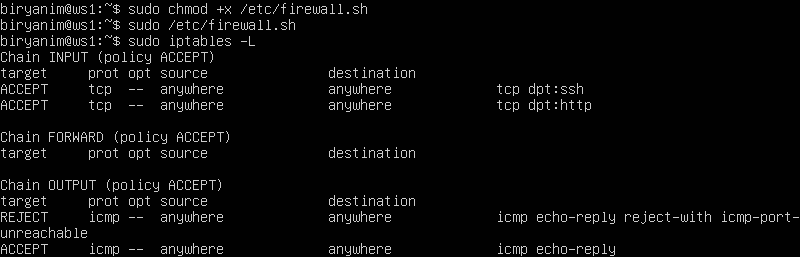 biryanim@ws1:~$ sudo chmod +x /etc/firewall.sh
biryanim@ws1:~$ sudo /etc/firewall.sh
biryanim@ws1:~$ sudo iptables -L
Chain INPUT (policy ACCEPT)
target     prot opt source               destination
ACCEPT     tcp  --  anywhere             anywhere             tcp dpt:ssh
ACCEPT     tcp  --  anywhere             anywhere             tcp dpt:http

Chain FORWARD (policy ACCEPT)
target     prot opt source               destination

Chain OUTPUT (policy ACCEPT)
target     prot opt source               destination
REJECT     icmp --  anywhere             anywhere             icmp echo-reply reject-with icmp-port-
unreachable
ACCEPT     icmp --  anywhere             anywhere             icmp echo-reply